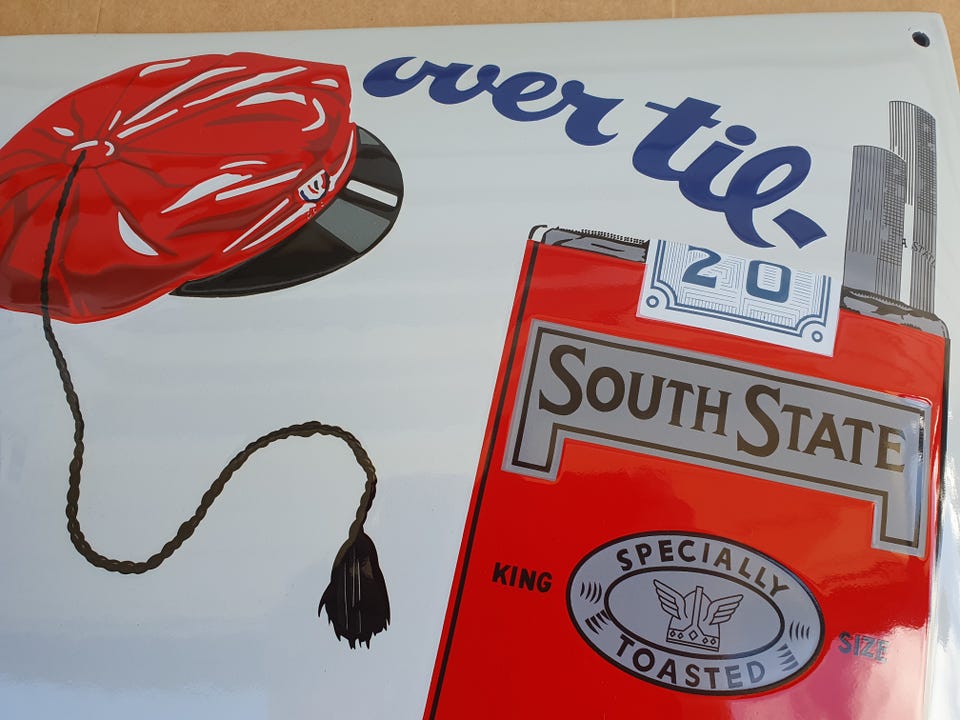 over til-
20
SOUTH STATE
KING
SIZE
SPECIALLY
TOASTED